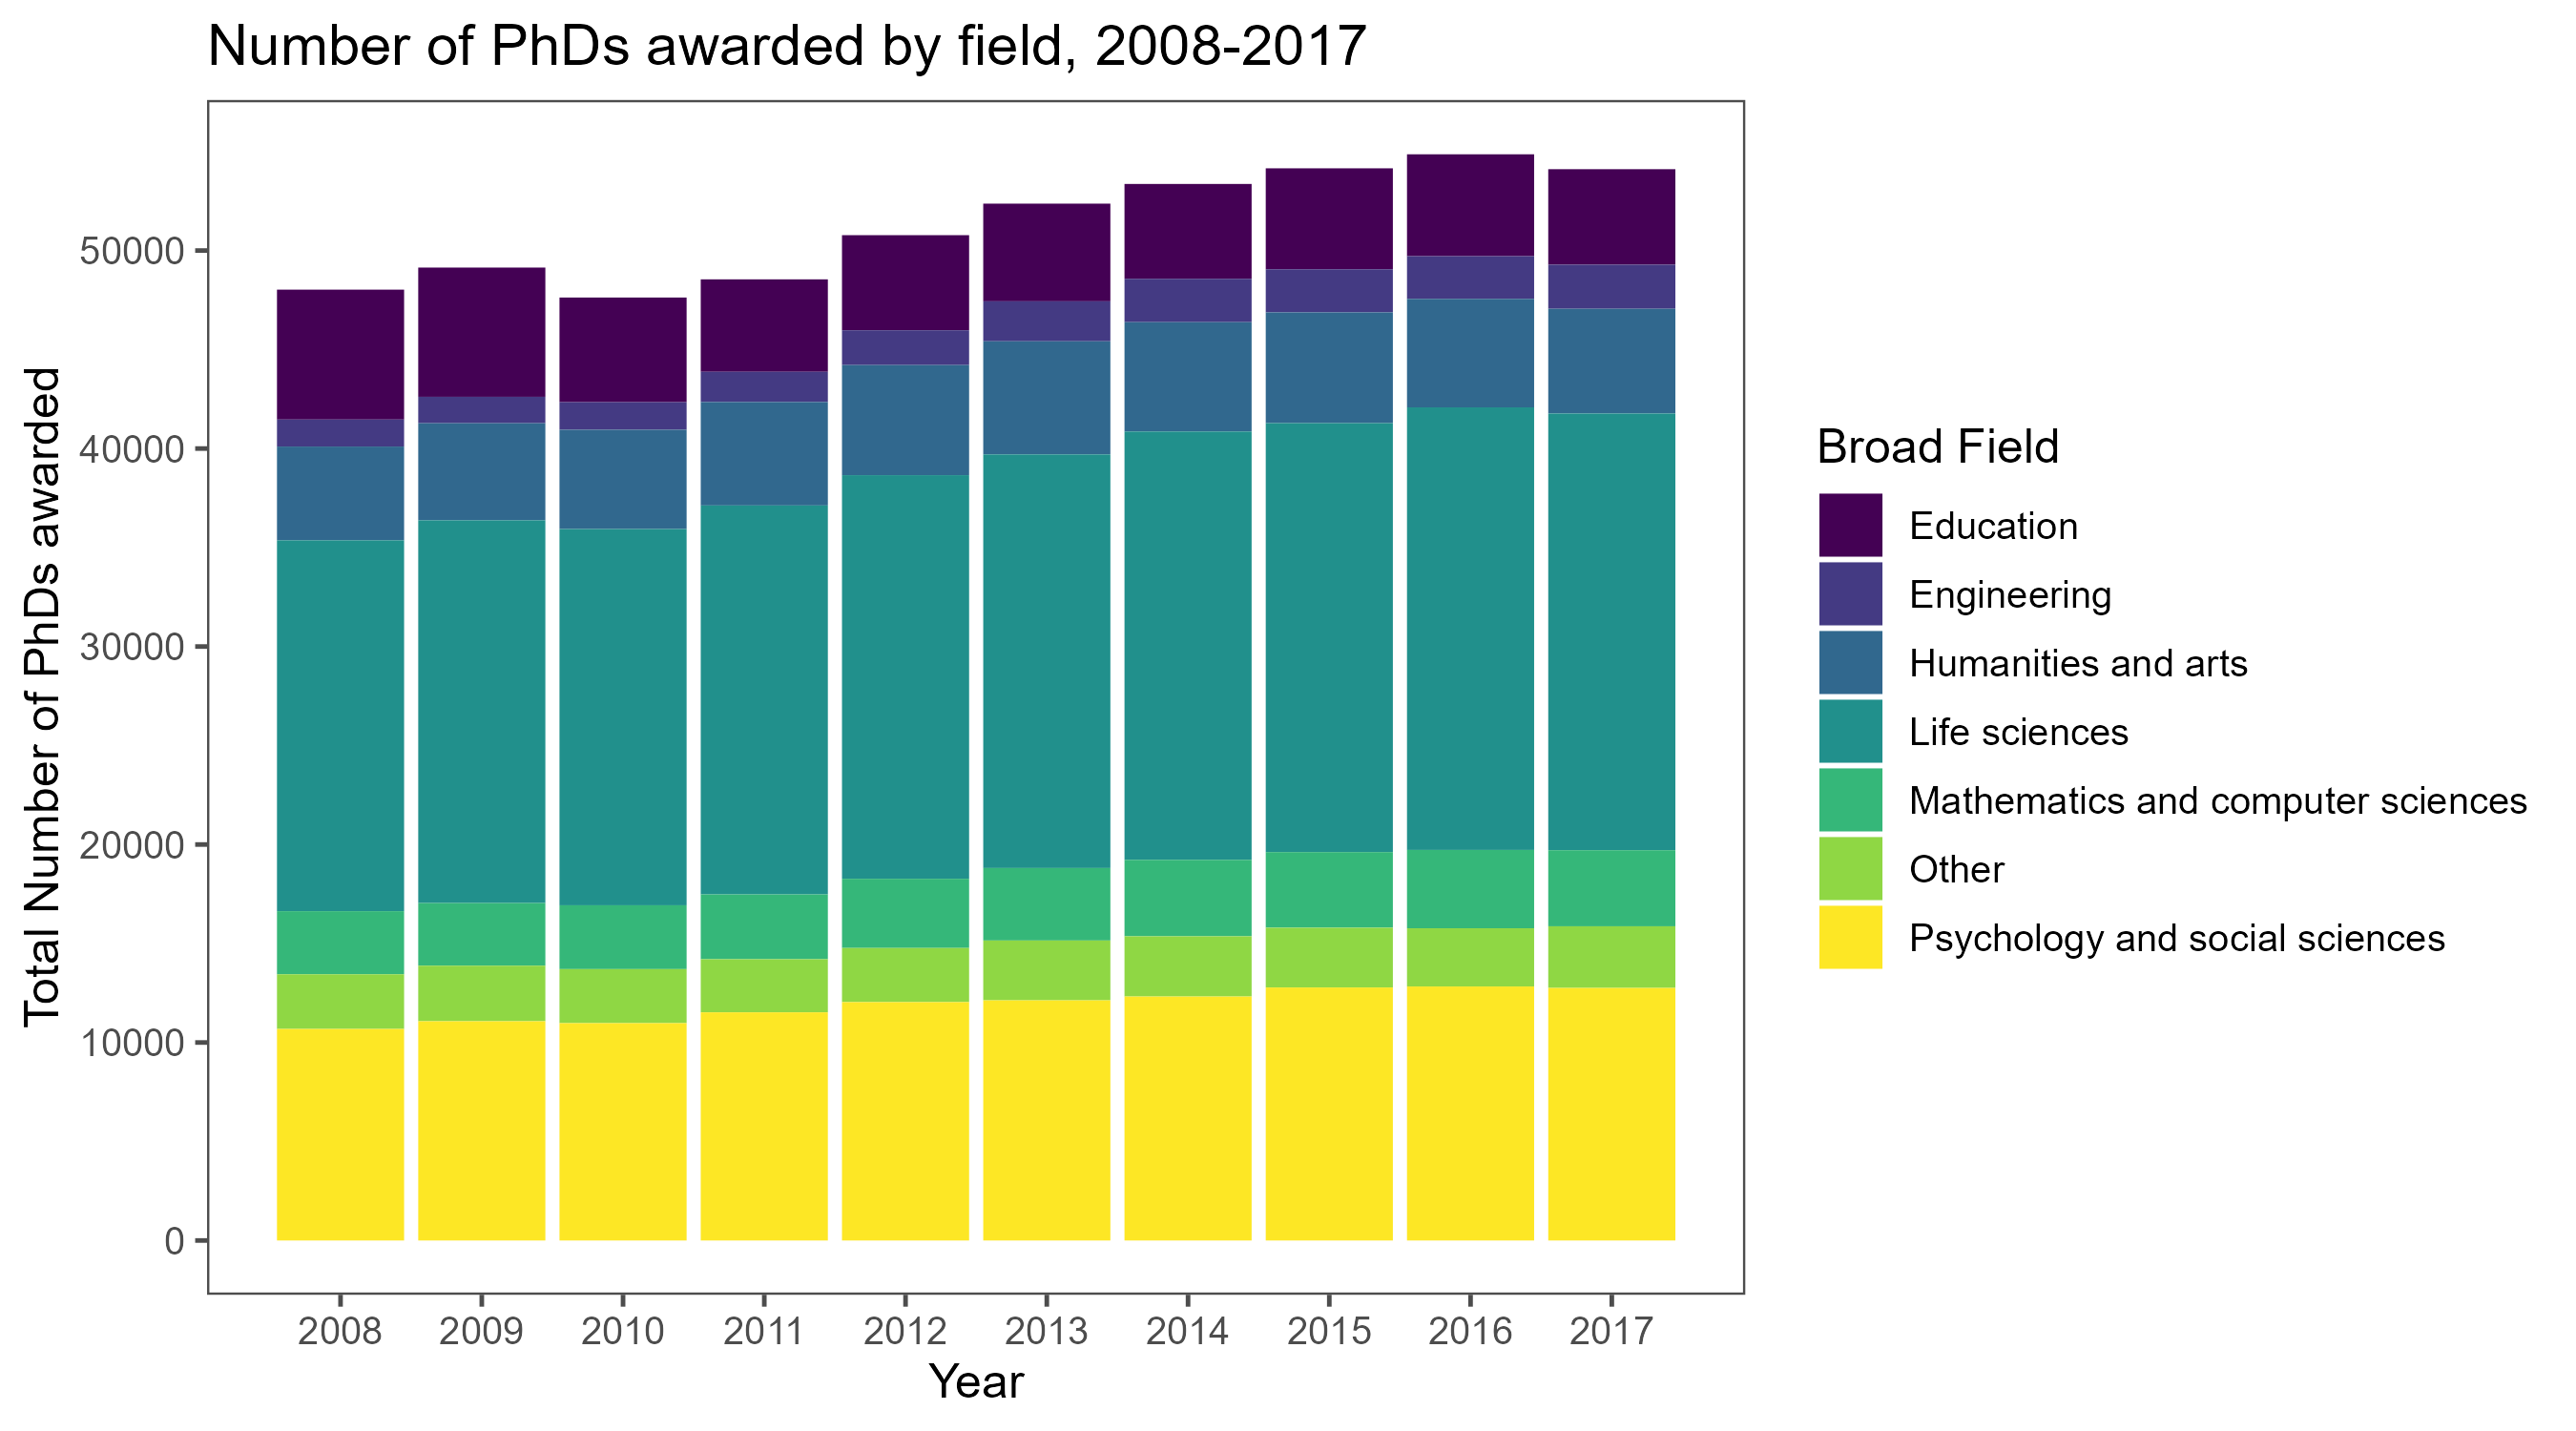 Number of PhDs awarded by field, 2008-2017
Total Number of PhDs awarded
50000
40000
30000
20000
10000
0
2008 2009 2010 2011 2012 2013 2014 2015 2016 2017
Year
Broad Field
Education
Engineering
Humanities and arts
Life sciences
Mathematics and computer sciences
Other
Psychology and social sciences